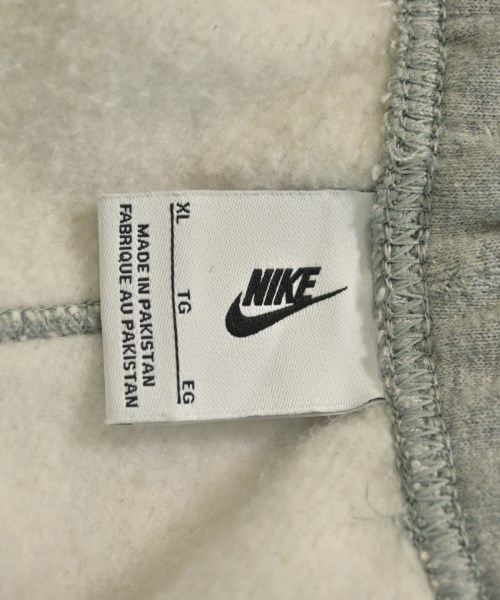 NIKE
XL TG EG
MADE IN PAKISTAN
FABRIQUE AU PAKISTAN